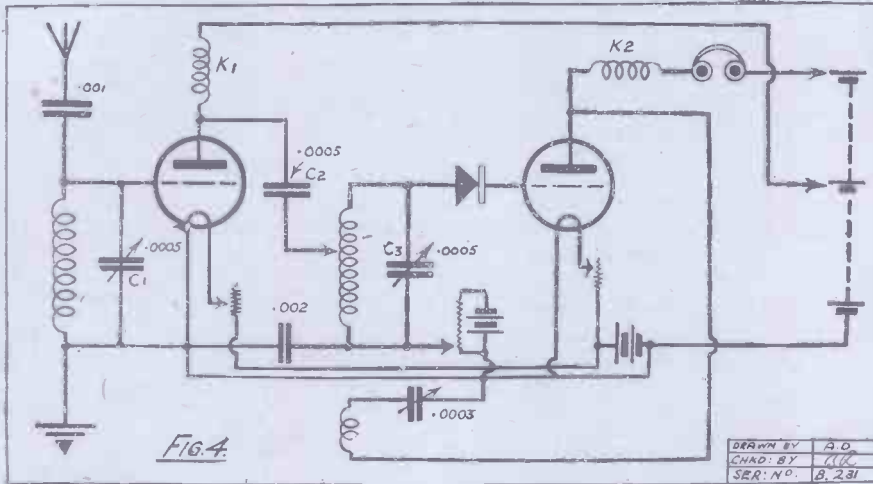 K1
K2
.001
.0005
C2
.0005
C1
C3
.0005
.002
.0003
FIG.4.
DRAWN BY A.D
CHKD: BY
SER: Nº. B.231